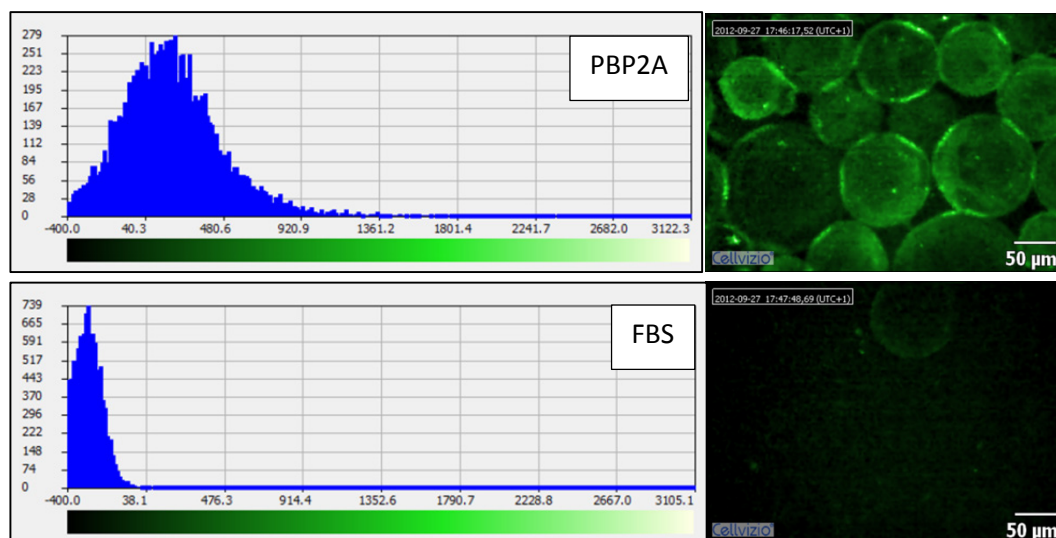 279
251
223
195
167
139
112
84
56
28
0
-400.0 40.3 480.6 920.9 1361.2 1801.4 2241.7 2682.0 3122.3
PBP2A
2012-09-27 17:46:17,52 (UTC+1)
Cellvizio
50 µm
739
665
591
517
443
370
296
222
148
74
0
-400.0 38.1 476.3 914.4 1352.6 1790.7 2228.8 2667.0 3105.1
FBS
2012-09-27 17:47:48,69 (UTC+1)
Cellvizio
50 µm